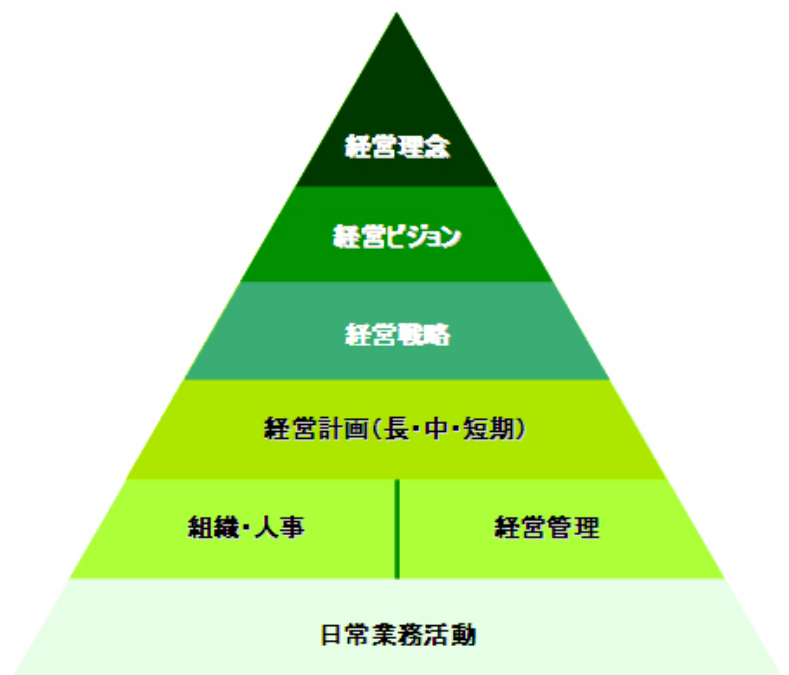 経営理念
経営ビジョン
経営戦略
経営計画(長・中・短期)
組織・人事
経営管理
日常業務活動